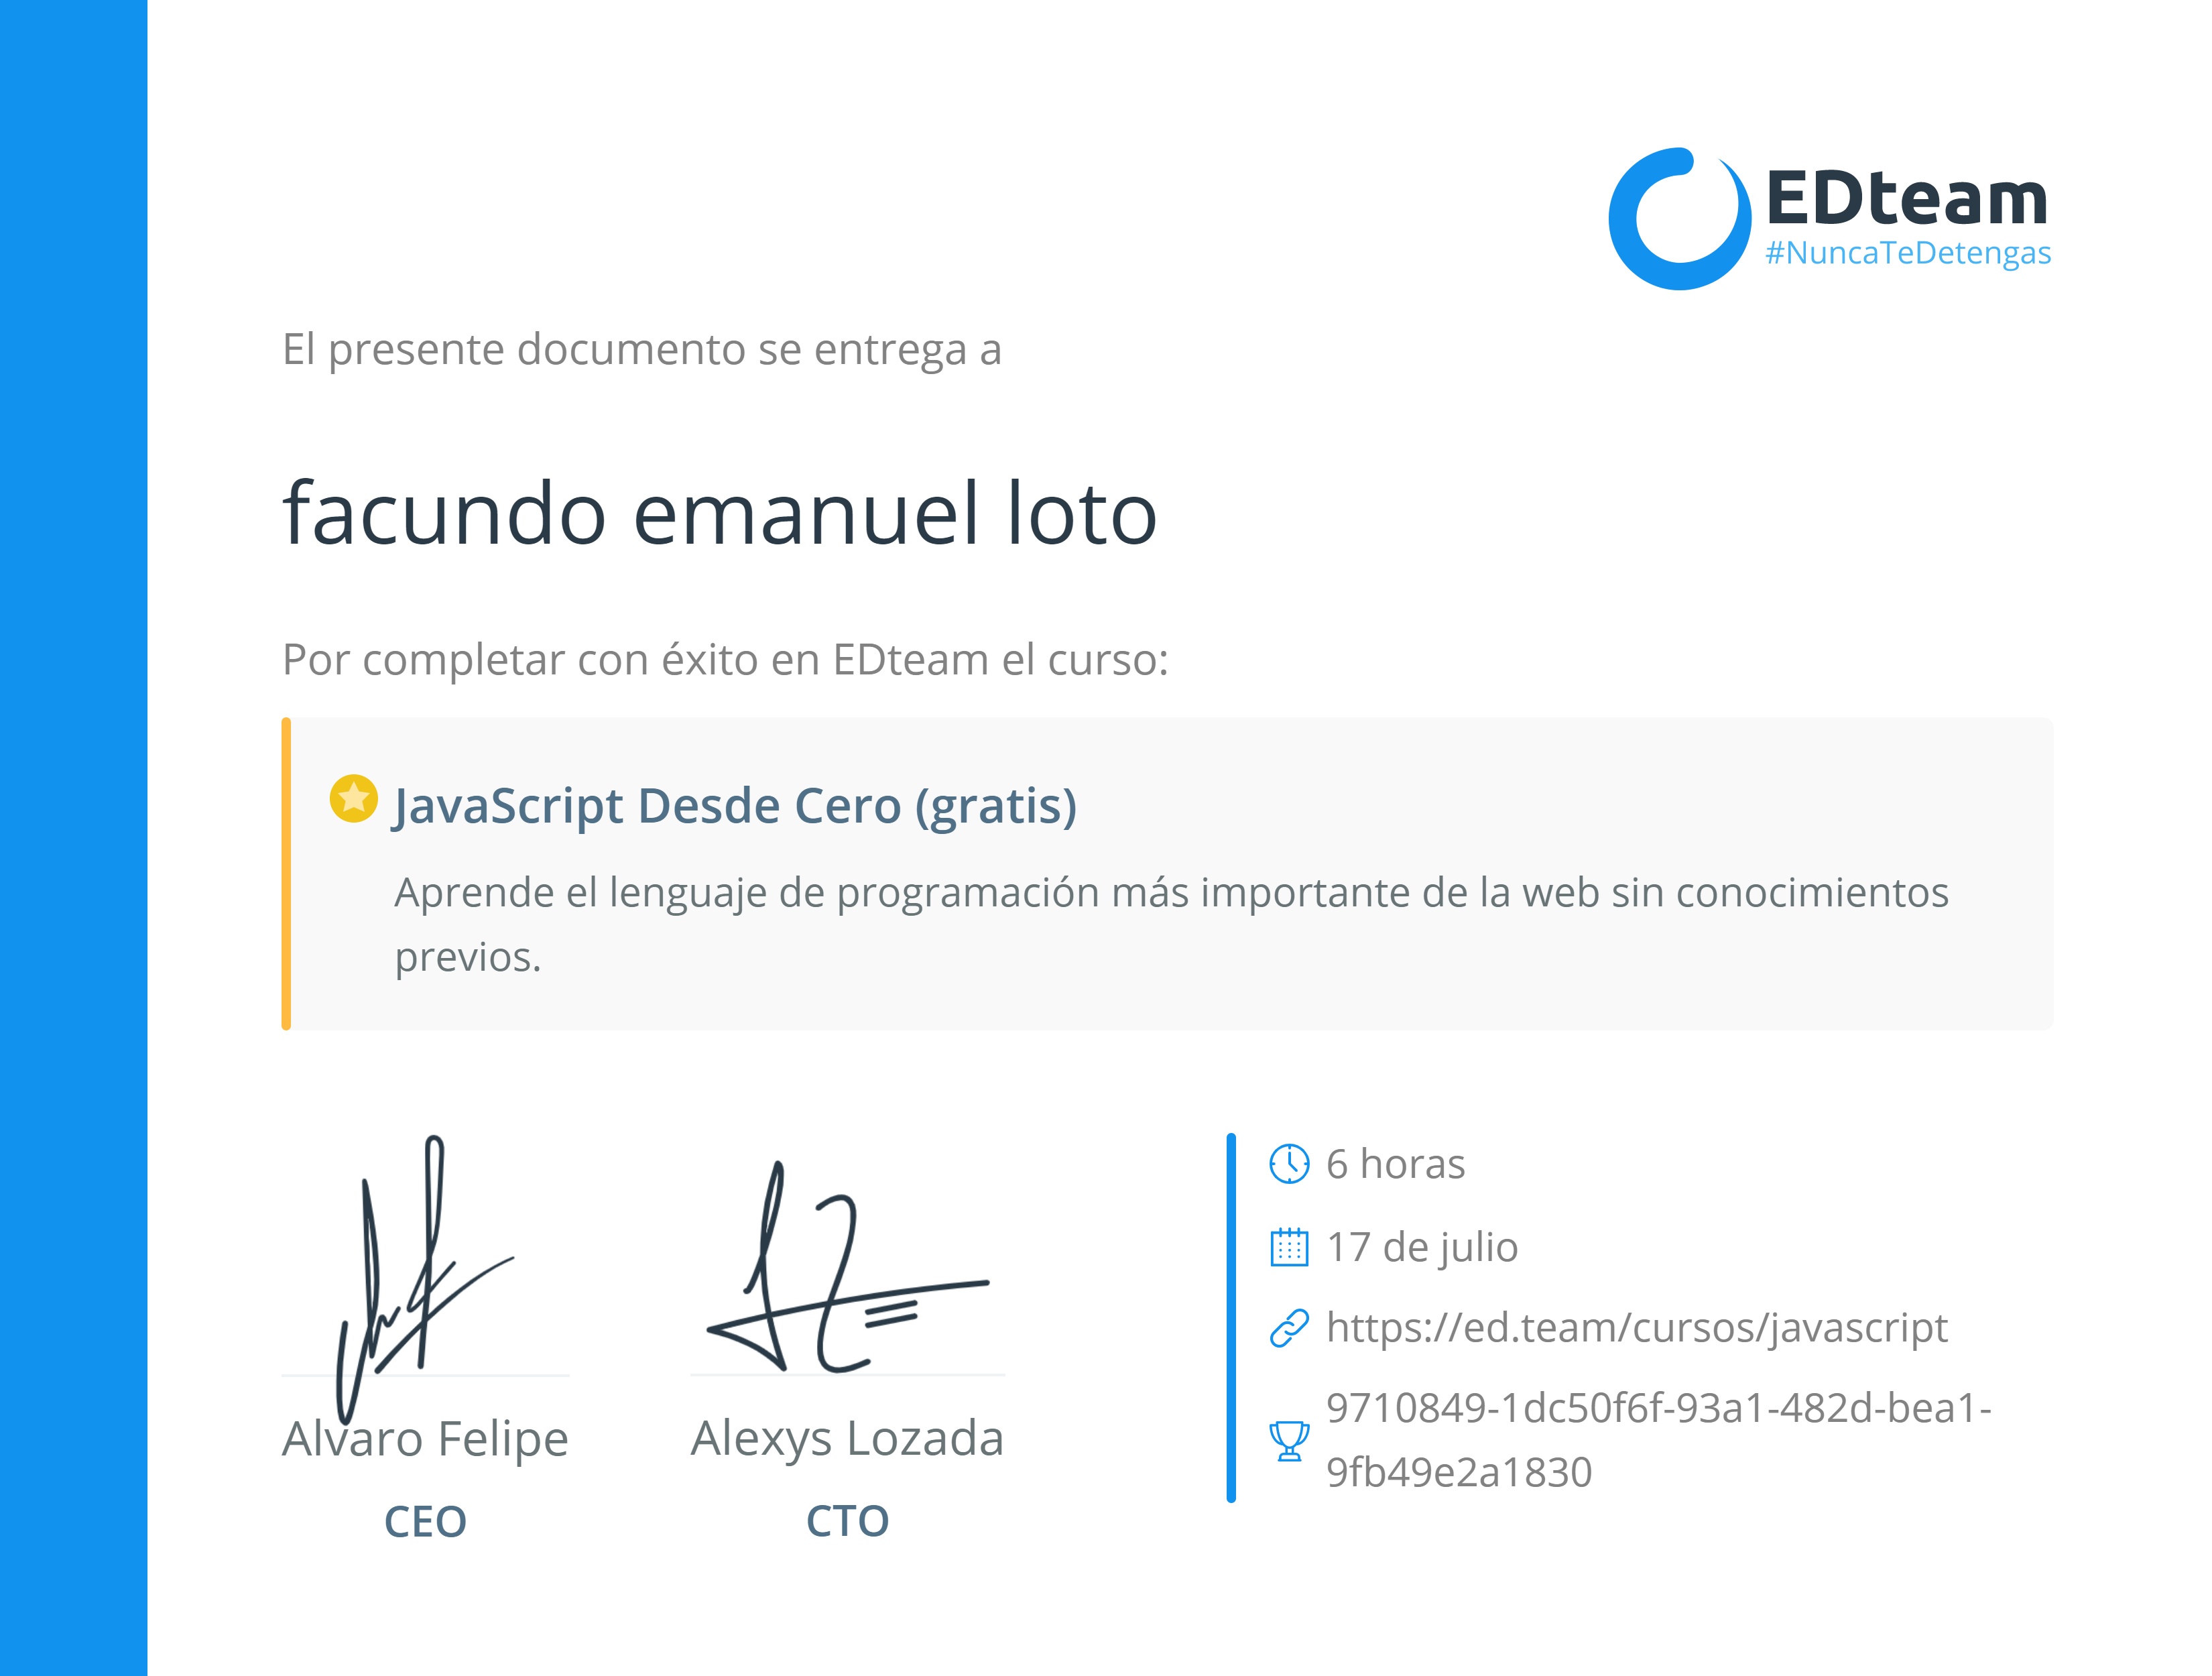 EDteam
#NuncaTeDetengas
El presente documento se entrega a
facundo emanuel loto
Por completar con éxito en EDteam el curso:
JavaScript Desde Cero (gratis)
Aprende el lenguaje de programación más importante de la web sin conocimientos
previos.
Alvaro Felipe
CEO
Alexys Lozada
CTO
6 horas
17 de julio
https://ed.team/cursos/javascript
9710849-1dc50f6f-93a1-482d-bea1-
9fb49e2a1830